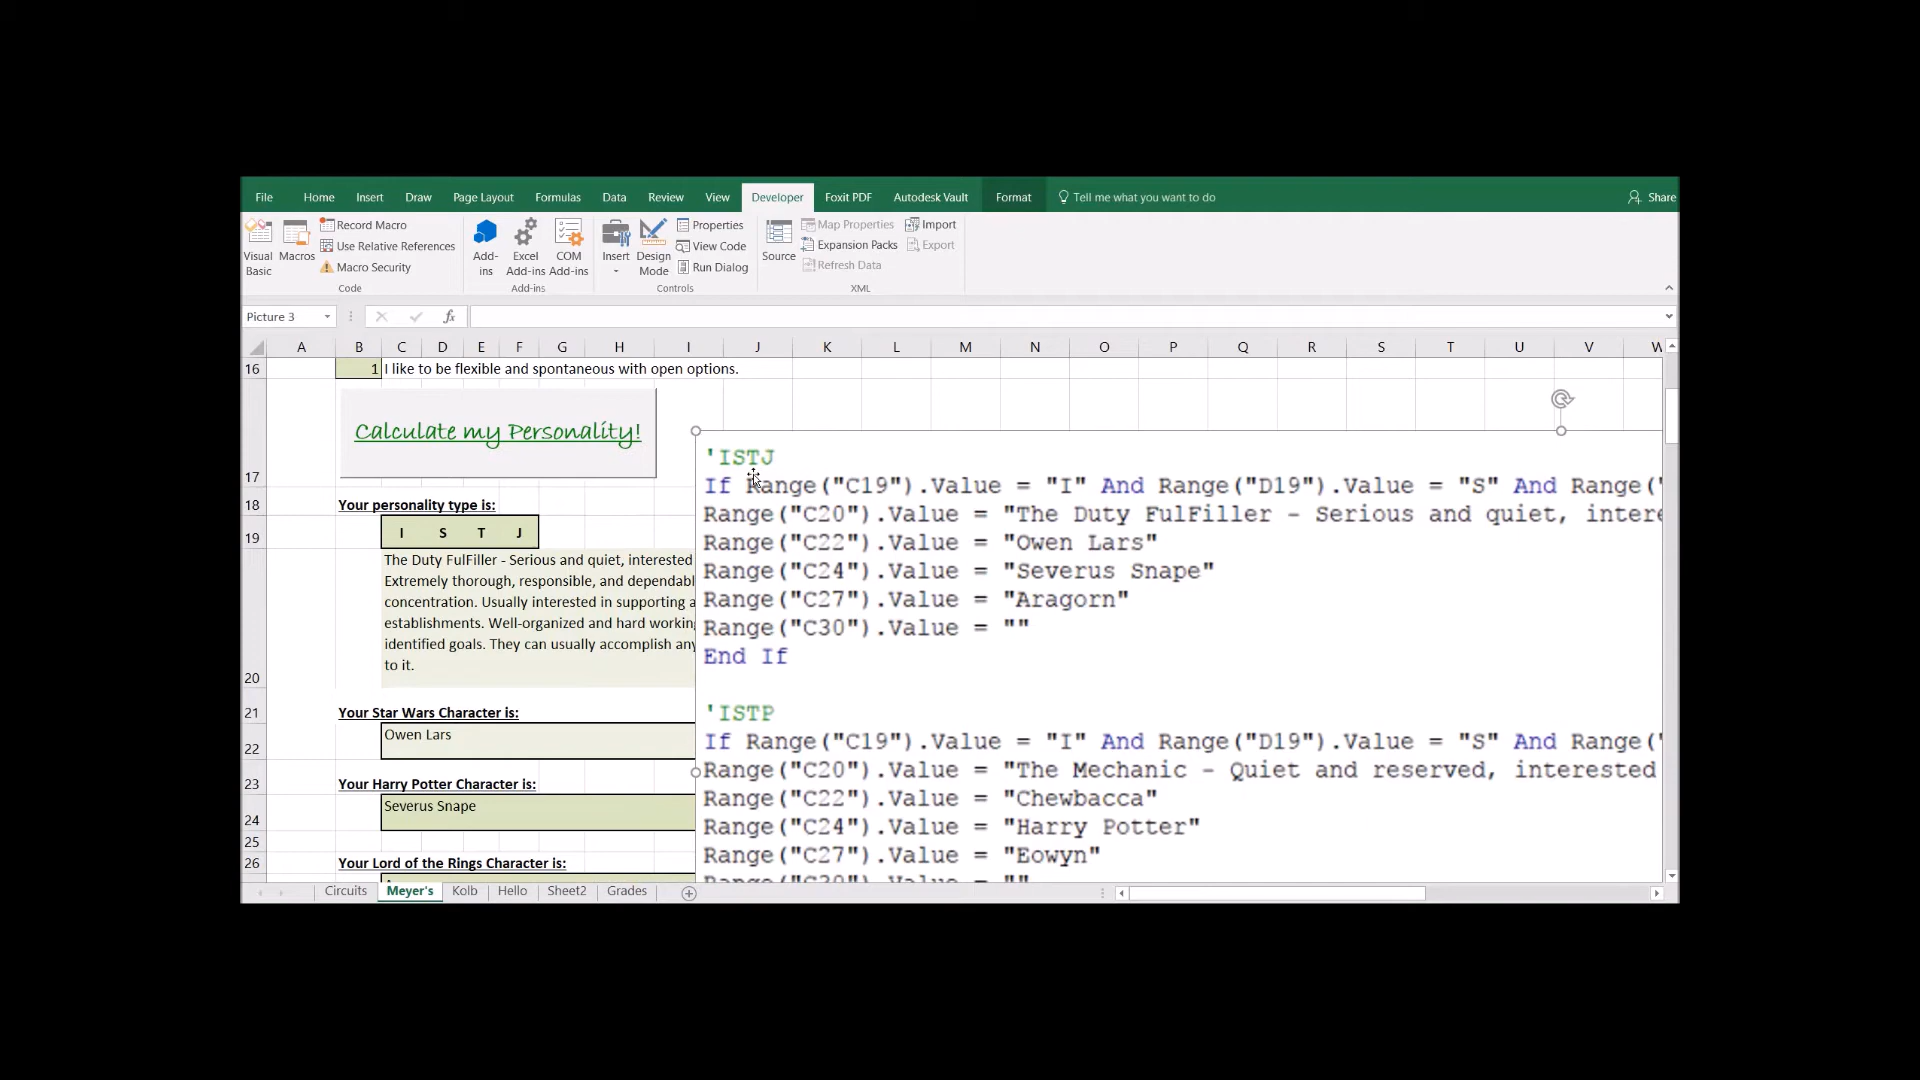 File Home Insert Draw Page Layout Formulas Data Review View Developer Foxit PDF Autodesk Vault Format Tell me what you want to do Share
Visual Basic
Macros
Record Macro
Use Relative References
Macro Security
Code
Add-ins
Excel Add-ins
COM Add-ins
Add-ins
Insert
Design Mode
Properties
View Code
Run Dialog
Controls
Source
Map Properties
Expansion Packs
Refresh Data
Import
Export
XML
Picture 3 fx
A B C D E F G H I J K L M N O P Q R S T U V W
16 1 I like to be flexible and spontaneous with open options.
17 Calculate my Personality!
18 Your personality type is:
19 I S T J
The Duty FulFiller - Serious and quiet, interested
Extremely thorough, responsible, and dependabl
concentration. Usually interested in supporting a
establishments. Well-organized and hard working
identified goals. They can usually accomplish any
to it.
20
21 Your Star Wars Character is:
22 Owen Lars
23 Your Harry Potter Character is:
24 Severus Snape
25
26 Your Lord of the Rings Character is:
'ISTJ
If Range("C19").Value = "I" And Range("D19").Value = "S" And Range("
Range("C20").Value = "The Duty FulFiller - Serious and quiet, intere
Range("C22").Value = "Owen Lars"
Range("C24").Value = "Severus Snape"
Range("C27").Value = "Aragorn"
Range("C30").Value = ""
End If
'ISTP
If Range("C19").Value = "I" And Range("D19").Value = "S" And Range("
Range("C20").Value = "The Mechanic - Quiet and reserved, interested
Range("C22").Value = "Chewbacca"
Range("C24").Value = "Harry Potter"
Range("C27").Value = "Eowyn"
Circuits Meyer's Kolb Hello Sheet2 Grades